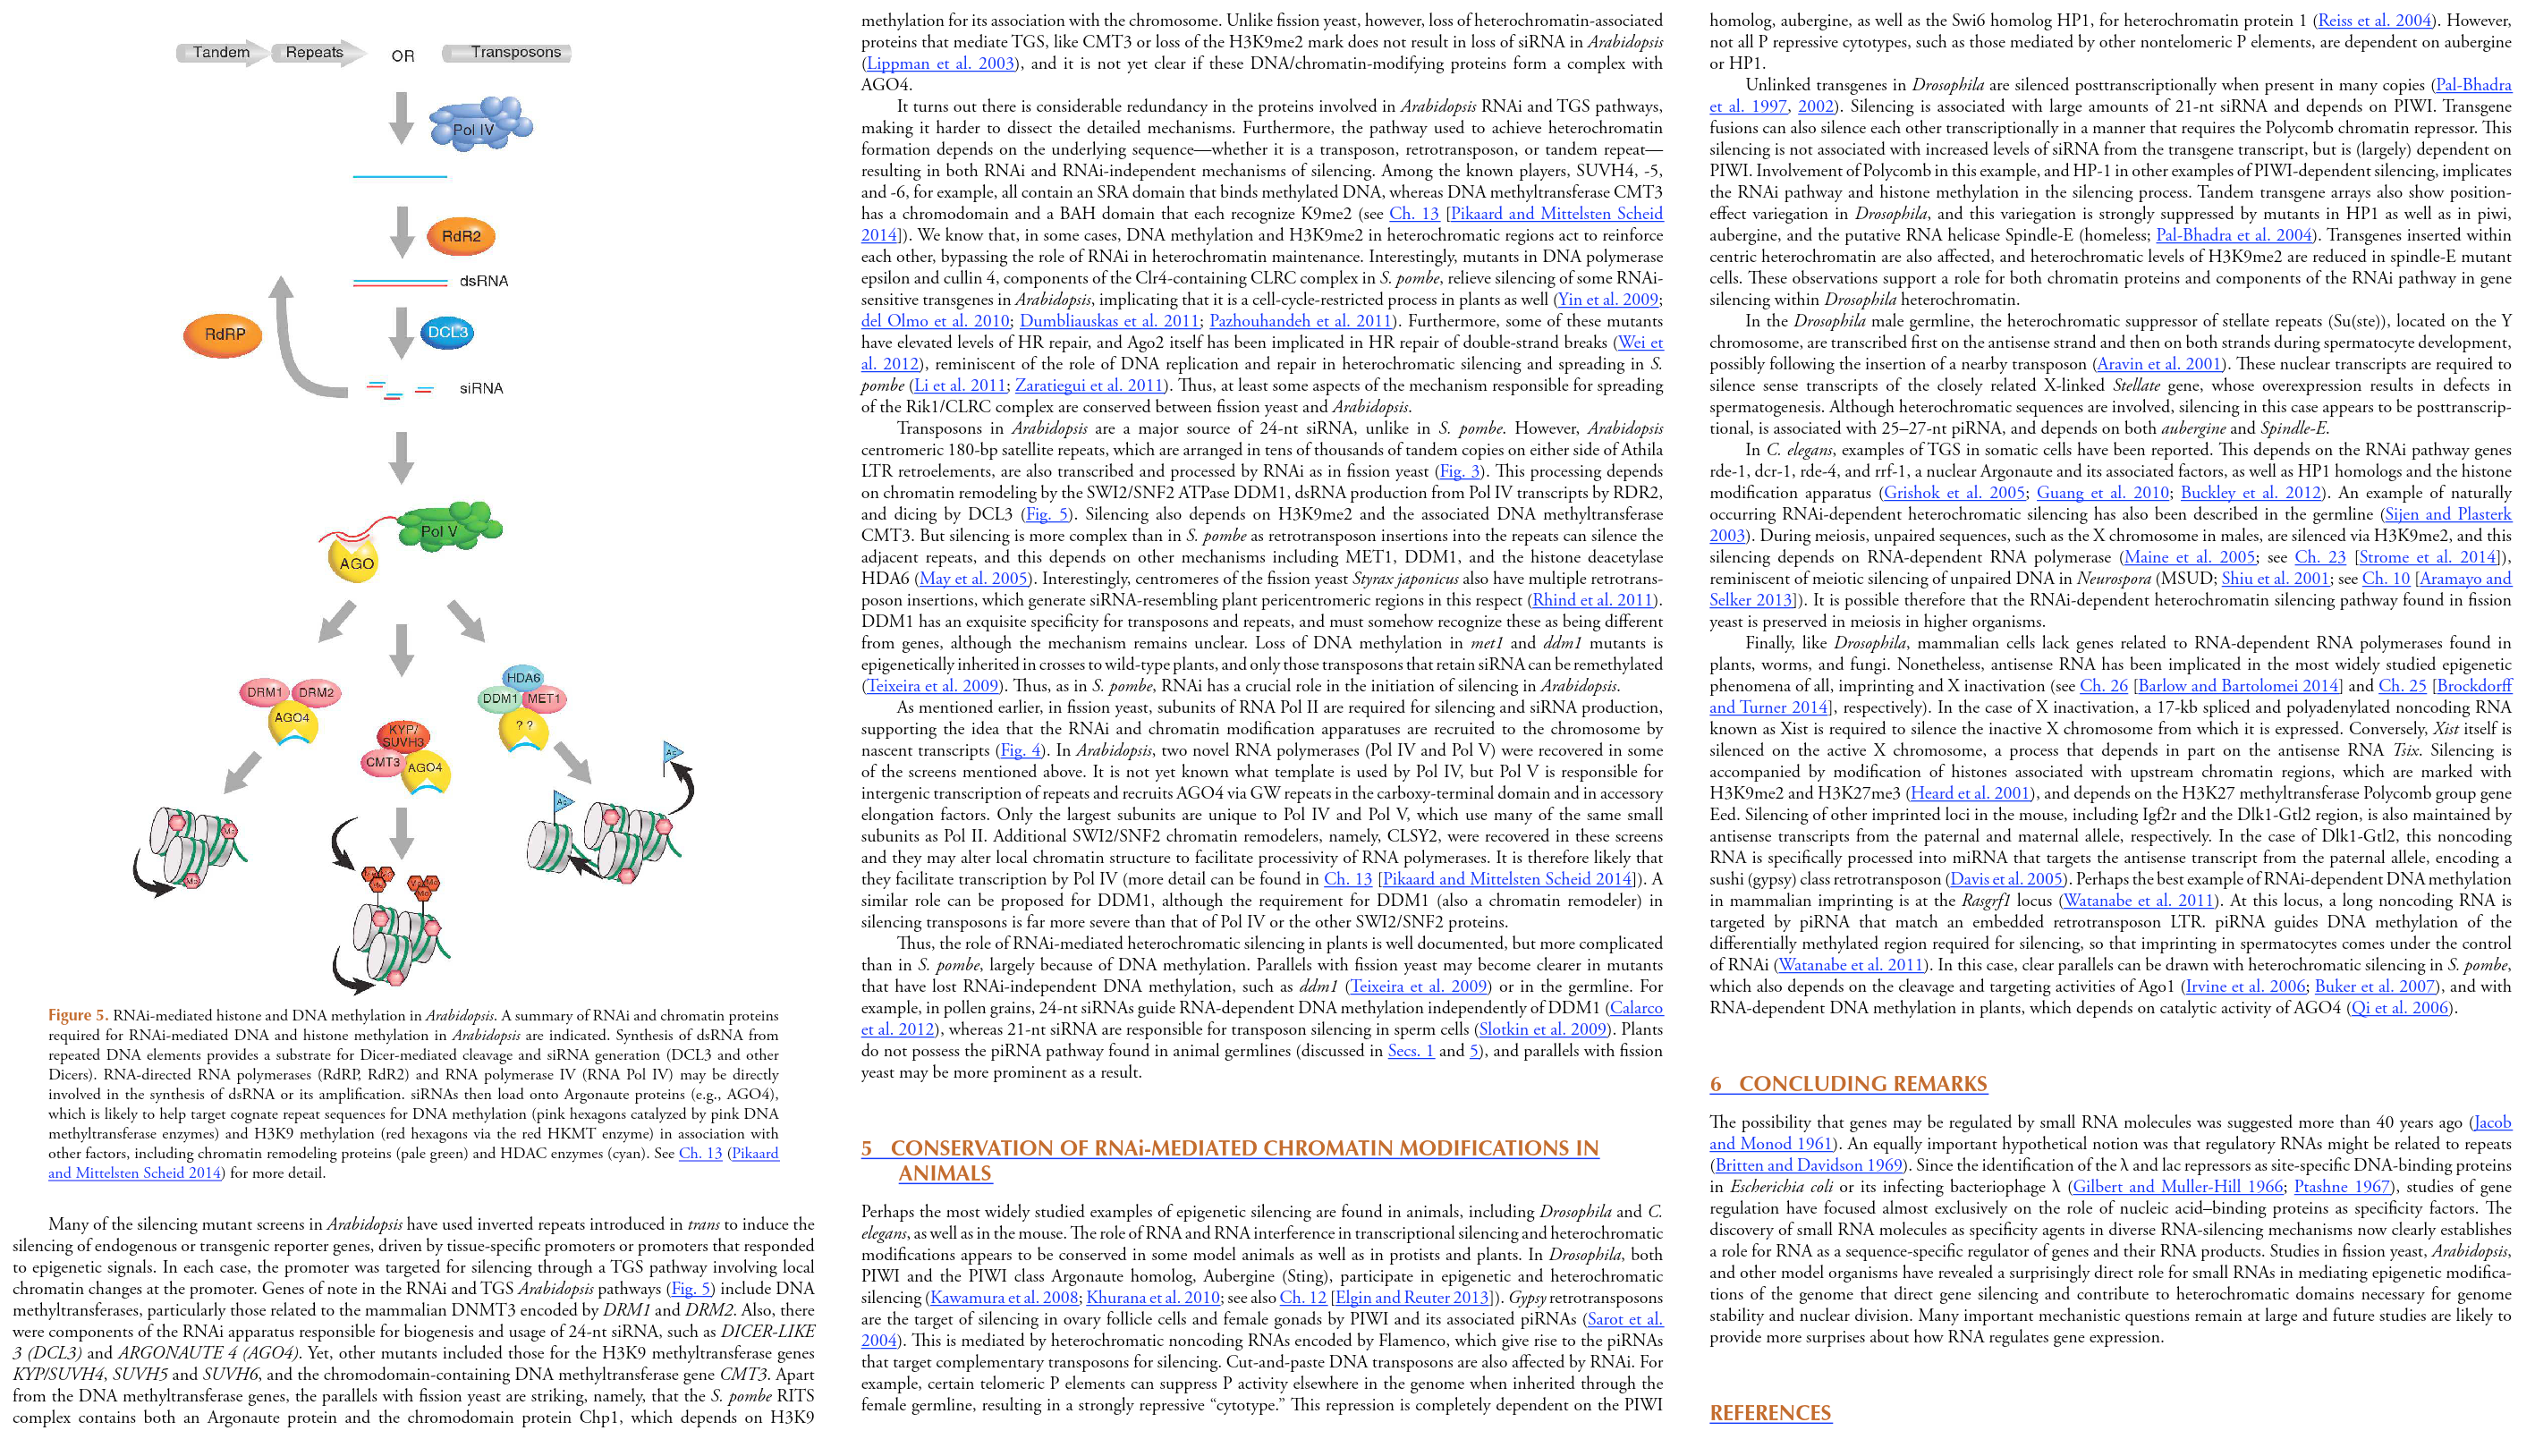 Tandem Repeats OR Transposons
Pol IV
RdR2
dsRNA
RdRP
DCL3
siRNA
Pol V
AGO
DRM1 DRM2
AGO4
KYP/
SUVH3
CMT3 AGO4
HDA6
DDM1 MET1
? ?
Ac
Ac
Me
Me
Me
Figure 5. RNAi-mediated histone and DNA methylation in Arabidopsis. A summary of RNAi and chromatin proteins
required for RNAi-mediated DNA and histone methylation in Arabidopsis are indicated. Synthesis of dsRNA from
repeated DNA elements provides a substrate for Dicer-mediated cleavage and siRNA generation (DCL3 and other
Dicers). RNA-directed RNA polymerases (RdRP, RdR2) and RNA polymerase IV (RNA Pol IV) may be directly
involved in the synthesis of dsRNA or its amplification. siRNAs then load onto Argonaute proteins (e.g., AGO4),
which is likely to help target cognate repeat sequences for DNA methylation (pink hexagons catalyzed by pink DNA
methyltransferase enzymes) and H3K9 methylation (red hexagons via the red HKMT enzyme) in association with
other factors, including chromatin remodeling proteins (pale green) and HDAC enzymes (cyan). See Ch. 13 (Pikaard
and Mittelsten Scheid 2014) for more detail.
Many of the silencing mutant screens in Arabidopsis have used inverted repeats introduced in trans to induce the
silencing of endogenous or transgenic reporter genes, driven by tissue-specific promoters or promoters that responded
to epigenetic signals. In each case, the promoter was targeted for silencing through a TGS pathway involving local
chromatin changes at the promoter. Genes of note in the RNAi and TGS Arabidopsis pathways (Fig. 5) include DNA
methyltransferases, particularly those related to the mammalian DNMT3 encoded by DRM1 and DRM2. Also, there
were components of the RNAi apparatus responsible for biogenesis and usage of 24-nt siRNA, such as DICER-LIKE
3 (DCL3) and ARGONAUTE 4 (AGO4). Yet, other mutants included those for the H3K9 methyltransferase genes
KYP/SUVH4, SUVH5 and SUVH6, and the chromodomain-containing DNA methyltransferase gene CMT3. Apart
from the DNA methyltransferase genes, the parallels with fission yeast are striking, namely, that the S. pombe RITS
complex contains both an Argonaute protein and the chromodomain protein Chp1, which depends on H3K9
methylation for its association with the chromosome. Unlike fission yeast, however, loss of heterochromatin-associated
proteins that mediate TGS, like CMT3 or loss of the H3K9me2 mark does not result in loss of siRNA in Arabidopsis
(Lippman et al. 2003), and it is not yet clear if these DNA/chromatin-modifying proteins form a complex with
AGO4.
It turns out there is considerable redundancy in the proteins involved in Arabidopsis RNAi and TGS pathways,
making it harder to dissect the detailed mechanisms. Furthermore, the pathway used to achieve heterochromatin
formation depends on the underlying sequence—whether it is a transposon, retrotransposon, or tandem repeat—
resulting in both RNAi and RNAi-independent mechanisms of silencing. Among the known players, SUVH4, -5,
and -6, for example, all contain an SRA domain that binds methylated DNA, whereas DNA methyltransferase CMT3
has a chromodomain and a BAH domain that each recognize K9me2 (see Ch. 13 [Pikaard and Mittelsten Scheid
2014]). We know that, in some cases, DNA methylation and H3K9me2 in heterochromatic regions act to reinforce
each other, bypassing the role of RNAi in heterochromatin maintenance. Interestingly, mutants in DNA polymerase
epsilon and cullin 4, components of the Clr4-containing CLRC complex in S. pombe, relieve silencing of some RNAi-
sensitive transgenes in Arabidopsis, implicating that it is a cell-cycle-restricted process in plants as well (Yin et al. 2009;
del Olmo et al. 2010; Dumbliauskas et al. 2011; Pazhouhandeh et al. 2011). Furthermore, some of these mutants
have elevated levels of HR repair, and Ago2 itself has been implicated in HR repair of double-strand breaks (Wei et
al. 2012), reminiscent of the role of DNA replication and repair in heterochromatic silencing and spreading in S.
pombe (Li et al. 2011; Zaratiegui et al. 2011). Thus, at least some aspects of the mechanism responsible for spreading
of the Rik1/CLRC complex are conserved between fission yeast and Arabidopsis.
Transposons in Arabidopsis are a major source of 24-nt siRNA, unlike in S. pombe. However, Arabidopsis
centromeric 180-bp satellite repeats, which are arranged in tens of thousands of tandem copies on either side of Athila
LTR retroelements, are also transcribed and processed by RNAi as in fission yeast (Fig. 3). This processing depends
on chromatin remodeling by the SWI2/SNF2 ATPase DDM1, dsRNA production from Pol IV transcripts by RDR2,
and dicing by DCL3 (Fig. 5). Silencing also depends on H3K9me2 and the associated DNA methyltransferase
CMT3. But silencing is more complex than in S. pombe as retrotransposon insertions into the repeats can silence the
adjacent repeats, and this depends on other mechanisms including MET1, DDM1, and the histone deacetylase
HDA6 (May et al. 2005). Interestingly, centromeres of the fission yeast Styrax japonicus also have multiple retrotrans-
poson insertions, which generate siRNA-resembling plant pericentromeric regions in this respect (Rhind et al. 2011).
DDM1 has an exquisite specificity for transposons and repeats, and must somehow recognize these as being different
from genes, although the mechanism remains unclear. Loss of DNA methylation in met1 and ddm1 mutants is
epigenetically inherited in crosses to wild-type plants, and only those transposons that retain siRNA can be remethylated
(Teixeira et al. 2009). Thus, as in S. pombe, RNAi has a crucial role in the initiation of silencing in Arabidopsis.
As mentioned earlier, in fission yeast, subunits of RNA Pol II are required for silencing and siRNA production,
supporting the idea that the RNAi and chromatin modification apparatuses are recruited to the chromosome by
nascent transcripts (Fig. 4). In Arabidopsis, two novel RNA polymerases (Pol IV and Pol V) were recovered in some
of the screens mentioned above. It is not yet known what template is used by Pol IV, but Pol V is responsible for
intergenic transcription of repeats and recruits AGO4 via GW repeats in the carboxy-terminal domain and in accessory
elongation factors. Only the largest subunits are unique to Pol IV and Pol V, which use many of the same small
subunits as Pol II. Additional SWI2/SNF2 chromatin remodelers, namely, CLSY2, were recovered in these screens
and they may alter local chromatin structure to facilitate processivity of RNA polymerases. It is therefore likely that
they facilitate transcription by Pol IV (more detail can be found in Ch. 13 [Pikaard and Mittelsten Scheid 2014]). A
similar role can be proposed for DDM1, although the requirement for DDM1 (also a chromatin remodeler) in
silencing transposons is far more severe than that of Pol IV or the other SWI2/SNF2 proteins.
Thus, the role of RNAi-mediated heterochromatic silencing in plants is well documented, but more complicated
than in S. pombe, largely because of DNA methylation. Parallels with fission yeast may become clearer in mutants
that have lost RNAi-independent DNA methylation, such as ddm1 (Teixeira et al. 2009) or in the germline. For
example, in pollen grains, 24-nt siRNAs guide RNA-dependent DNA methylation independently of DDM1 (Calarco
et al. 2012), whereas 21-nt siRNA are responsible for transposon silencing in sperm cells (Slotkin et al. 2009). Plants
do not possess the piRNA pathway found in animal germlines (discussed in Secs. 1 and 5), and parallels with fission
yeast may be more prominent as a result.
5 CONSERVATION OF RNAi-MEDIATED CHROMATIN MODIFICATIONS IN
ANIMALS
Perhaps the most widely studied examples of epigenetic silencing are found in animals, including Drosophila and C.
elegans, as well as in the mouse. The role of RNA and RNA interference in transcriptional silencing and heterochromatic
modifications appears to be conserved in some model animals as well as in protists and plants. In Drosophila, both
PIWI and the PIWI class Argonaute homolog, Aubergine (Sting), participate in epigenetic and heterochromatic
silencing (Kawamura et al. 2008; Khurana et al. 2010; see also Ch. 12 [Elgin and Reuter 2013]). Gypsy retrotransposons
are the target of silencing in ovary follicle cells and female gonads by PIWI and its associated piRNAs (Sarot et al.
2004). This is mediated by heterochromatic noncoding RNAs encoded by Flamenco, which give rise to the piRNAs
that target complementary transposons for silencing. Cut-and-paste DNA transposons are also affected by RNAi. For
example, certain telomeric P elements can suppress P activity elsewhere in the genome when inherited through the
female germline, resulting in a strongly repressive “cytotype.” This repression is completely dependent on the PIWI
homolog, aubergine, as well as the Swi6 homolog HP1, for heterochromatin protein 1 (Reiss et al. 2004). However,
not all P repressive cytotypes, such as those mediated by other nontelomeric P elements, are dependent on aubergine
or HP1.
Unlinked transgenes in Drosophila are silenced posttranscriptionally when present in many copies (Pal-Bhadra
et al. 1997, 2002). Silencing is associated with large amounts of 21-nt siRNA and depends on PIWI. Transgene
fusions can also silence each other transcriptionally in a manner that requires the Polycomb chromatin repressor. This
silencing is not associated with increased levels of siRNA from the transgene transcript, but is (largely) dependent on
PIWI. Involvement of Polycomb in this example, and HP-1 in other examples of PIWI-dependent silencing, implicates
the RNAi pathway and histone methylation in the silencing process. Tandem transgene arrays also show position-
effect variegation in Drosophila, and this variegation is strongly suppressed by mutants in HP1 as well as in piwi,
aubergine, and the putative RNA helicase Spindle-E (homeless; Pal-Bhadra et al. 2004). Transgenes inserted within
centric heterochromatin are also affected, and heterochromatic levels of H3K9me2 are reduced in spindle-E mutant
cells. These observations support a role for both chromatin proteins and components of the RNAi pathway in gene
silencing within Drosophila heterochromatin.
In the Drosophila male germline, the heterochromatic suppressor of stellate repeats (Su(ste)), located on the Y
chromosome, are transcribed first on the antisense strand and then on both strands during spermatocyte development,
possibly following the insertion of a nearby transposon (Aravin et al. 2001). These nuclear transcripts are required to
silence sense transcripts of the closely related X-linked Stellate gene, whose overexpression results in defects in
spermatogenesis. Although heterochromatic sequences are involved, silencing in this case appears to be posttranscrip-
tional, is associated with 25–27-nt piRNA, and depends on both aubergine and Spindle-E.
In C. elegans, examples of TGS in somatic cells have been reported. This depends on the RNAi pathway genes
rde-1, dcr-1, rde-4, and rrf-1, a nuclear Argonaute and its associated factors, as well as HP1 homologs and the histone
modification apparatus (Grishok et al. 2005; Guang et al. 2010; Buckley et al. 2012). An example of naturally
occurring RNAi-dependent heterochromatic silencing has also been described in the germline (Sijen and Plasterk
2003). During meiosis, unpaired sequences, such as the X chromosome in males, are silenced via H3K9me2, and this
silencing depends on RNA-dependent RNA polymerase (Maine et al. 2005; see Ch. 23 [Strome et al. 2014]),
reminiscent of meiotic silencing of unpaired DNA in Neurospora (MSUD; Shiu et al. 2001; see Ch. 10 [Aramayo and
Selker 2013]). It is possible therefore that the RNAi-dependent heterochromatin silencing pathway found in fission
yeast is preserved in meiosis in higher organisms.
Finally, like Drosophila, mammalian cells lack genes related to RNA-dependent RNA polymerases found in
plants, worms, and fungi. Nonetheless, antisense RNA has been implicated in the most widely studied epigenetic
phenomena of all, imprinting and X inactivation (see Ch. 26 [Barlow and Bartolomei 2014] and Ch. 25 [Brockdorff
and Turner 2014], respectively). In the case of X inactivation, a 17-kb spliced and polyadenylated noncoding RNA
known as Xist is required to silence the inactive X chromosome from which it is expressed. Conversely, Xist itself is
silenced on the active X chromosome, a process that depends in part on the antisense RNA Tsix. Silencing is
accompanied by modification of histones associated with upstream chromatin regions, which are marked with
H3K9me2 and H3K27me3 (Heard et al. 2001), and depends on the H3K27 methyltransferase Polycomb group gene
Eed. Silencing of other imprinted loci in the mouse, including Igf2r and the Dlk1-Gtl2 region, is also maintained by
antisense transcripts from the paternal and maternal allele, respectively. In the case of Dlk1-Gtl2, this noncoding
RNA is specifically processed into miRNA that targets the antisense transcript from the paternal allele, encoding a
sushi (gypsy) class retrotransposon (Davis et al. 2005). Perhaps the best example of RNAi-dependent DNA methylation
in mammalian imprinting is at the Rasgrf1 locus (Watanabe et al. 2011). At this locus, a long noncoding RNA is
targeted by piRNA that match an embedded retrotransposon LTR. piRNA guides DNA methylation of the
differentially methylated region required for silencing, so that imprinting in spermatocytes comes under the control
of RNAi (Watanabe et al. 2011). In this case, clear parallels can be drawn with heterochromatic silencing in S. pombe,
which also depends on the cleavage and targeting activities of Ago1 (Irvine et al. 2006; Buker et al. 2007), and with
RNA-dependent DNA methylation in plants, which depends on catalytic activity of AGO4 (Qi et al. 2006).
6 CONCLUDING REMARKS
The possibility that genes may be regulated by small RNA molecules was suggested more than 40 years ago (Jacob
and Monod 1961). An equally important hypothetical notion was that regulatory RNAs might be related to repeats
(Britten and Davidson 1969). Since the identification of the λ and lac repressors as site-specific DNA-binding proteins
in Escherichia coli or its infecting bacteriophage λ (Gilbert and Muller-Hill 1966; Ptashne 1967), studies of gene
regulation have focused almost exclusively on the role of nucleic acid–binding proteins as specificity factors. The
discovery of small RNA molecules as specificity agents in diverse RNA-silencing mechanisms now clearly establishes
a role for RNA as a sequence-specific regulator of genes and their RNA products. Studies in fission yeast, Arabidopsis,
and other model organisms have revealed a surprisingly direct role for small RNAs in mediating epigenetic modifica-
tions of the genome that direct gene silencing and contribute to heterochromatic domains necessary for genome
stability and nuclear division. Many important mechanistic questions remain at large and future studies are likely to
provide more surprises about how RNA regulates gene expression.
REFERENCES